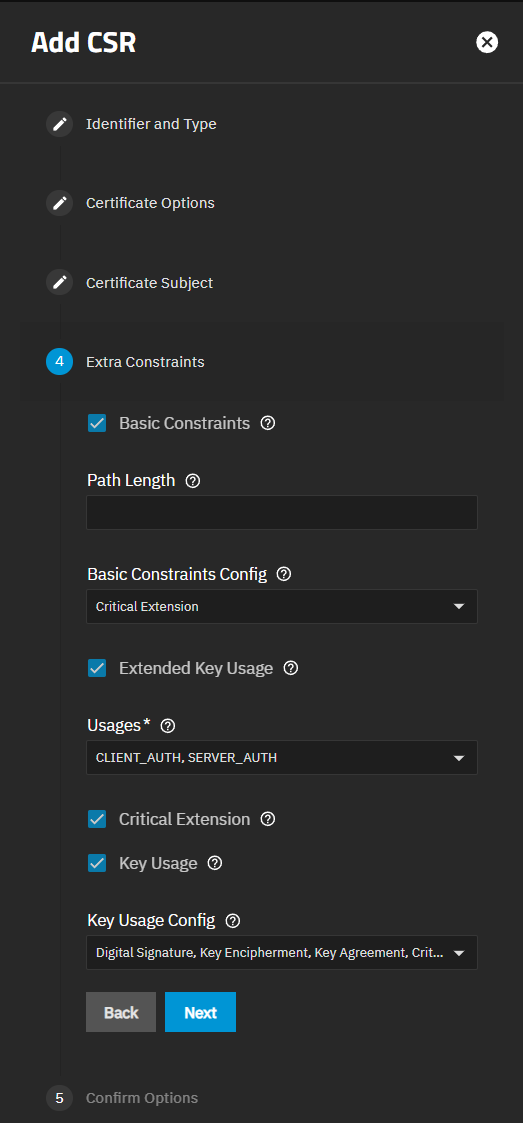 Add CSR
Identifier and Type
Certificate Options
Certificate Subject
4 Extra Constraints
Basic Constraints ?
Path Length ?
Basic Constraints Config ?
Critical Extension
Extended Key Usage ?
Usages* ?
CLIENT_AUTH, SERVER_AUTH
Critical Extension ?
Key Usage ?
Key Usage Config ?
Digital Signature, Key Encipherment, Key Agreement, Crit...
Back Next
5 Confirm Options